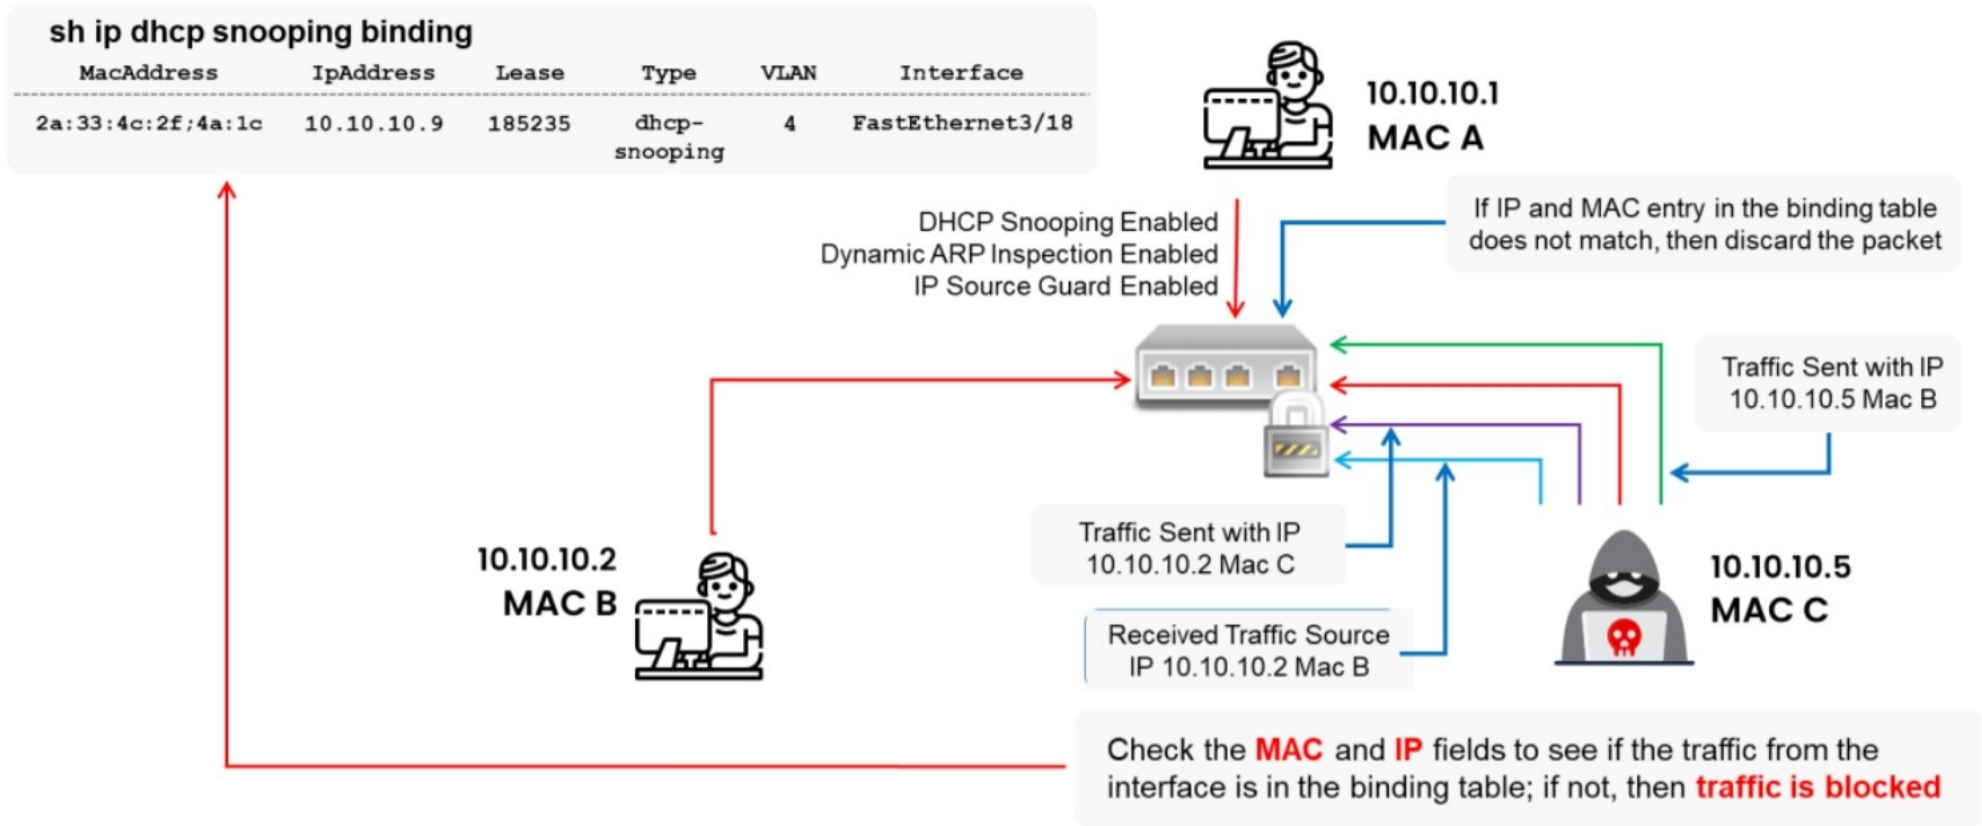 sh ip dhcp snooping binding
MacAddress IpAddress Lease Type VLAN Interface
2a:33:4c:2f;4a:1c 10.10.10.9 185235 dhcp- 4 FastEthernet3/18
snooping
10.10.10.1
MAC A
DHCP Snooping Enabled
Dynamic ARP Inspection Enabled
IP Source Guard Enabled
If IP and MAC entry in the binding table
does not match, then discard the packet
Traffic Sent with IP
10.10.10.5 Mac B
Traffic Sent with IP
10.10.10.2 Mac C
10.10.10.2
MAC B
10.10.10.5
MAC C
Received Traffic Source
IP 10.10.10.2 Mac B
Check the MAC and IP fields to see if the traffic from the
interface is in the binding table; if not, then traffic is blocked